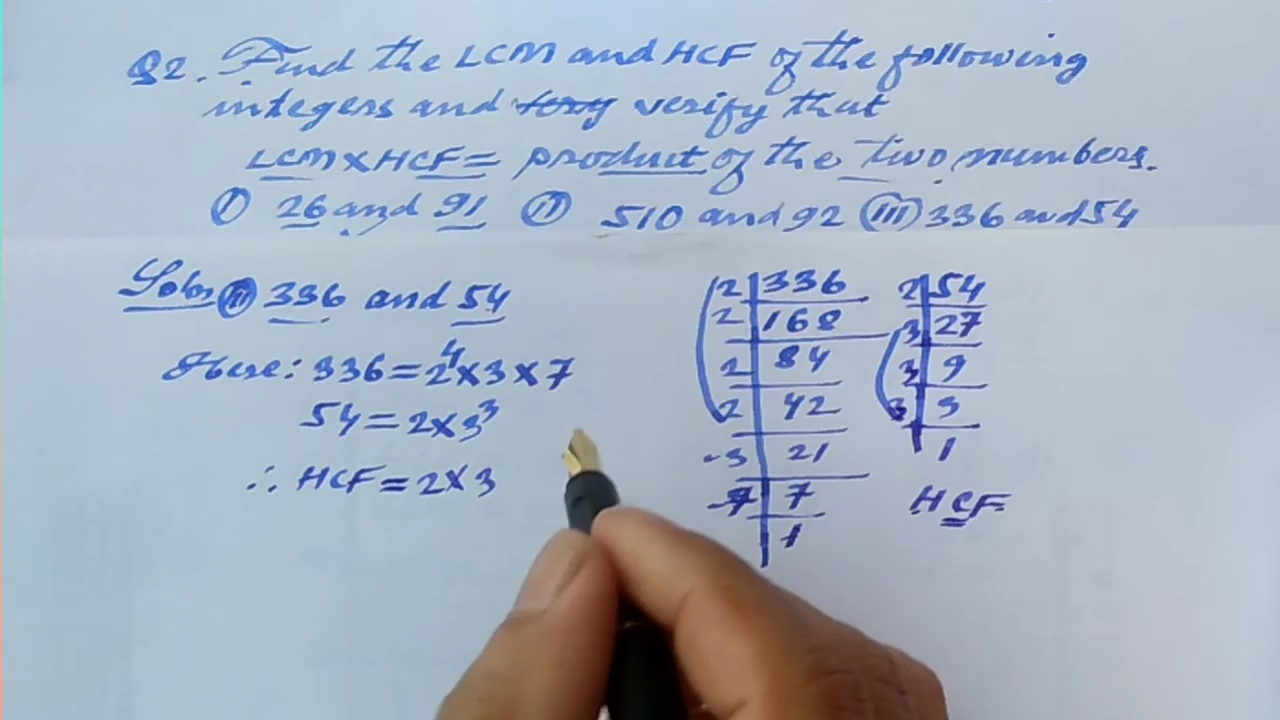 Q2. Find the LCM and HCF of the following
integers and verify that
LCM×HCF= product of the two numbers.
(i) 26 and 91 (ii) 510 and 92 (iii) 336 and 54
Soln (iii) 336 and 54
Here: 336=2⁴×3×7
54=2×3³
∴ HCF=2×3
2 336
2 168
2 84
2 42
3 21
7 7
1
2 54
3 27
3 9
3 3
1
HCF